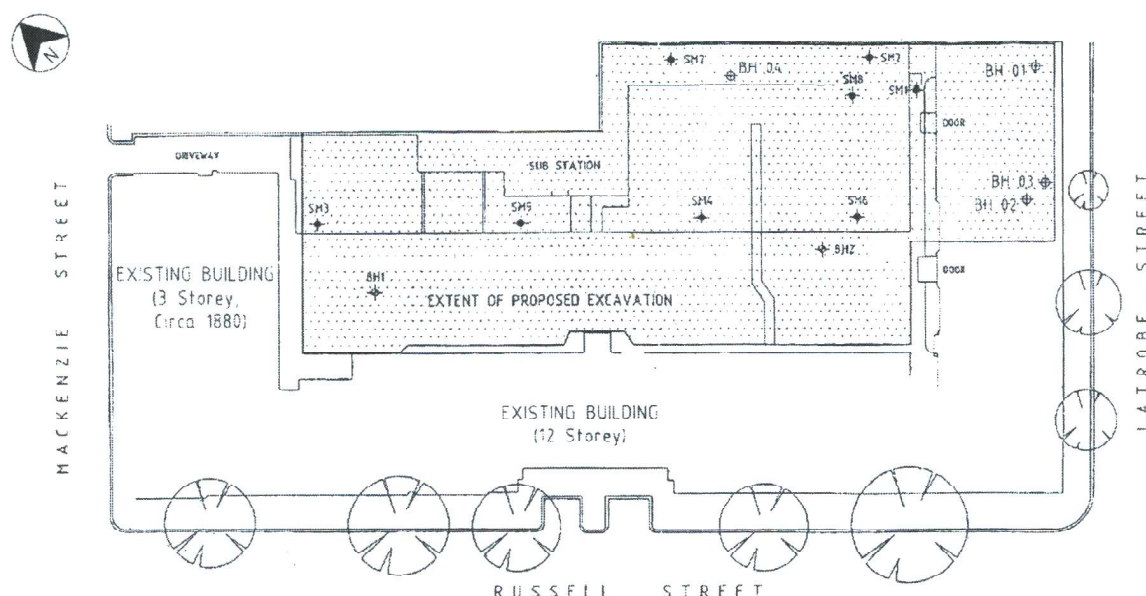 N
SM7
BH 04
SM2
SM8
SM1
BH 01
DOOR
DRIVEWAY
SUB STATION
BH 03
BH 02
SM3
SM5
SM4
SM6
BH2
DOOR
EXISTING BUILDING
(3 Storey,
Circa 1880)
BH1
EXTENT OF PROPOSED EXCAVATION
MACKENZIE STREET
LATROBE STREET
EXISTING BUILDING
(12 Storey)
RUSSELL STREET